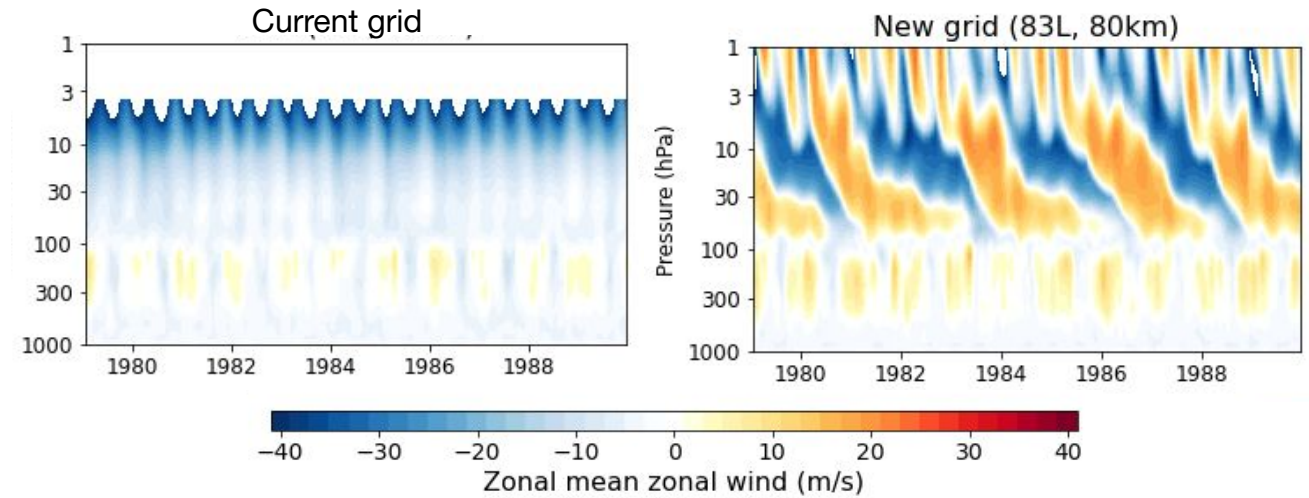 Current grid
New grid (83L, 80km)
1
3
10
30
100
300
1000
1980 1982 1984 1986 1988
Pressure (hPa)
1
3
10
30
100
300
1000
1980 1982 1984 1986 1988
−40 −30 −20 −10 0 10 20 30 40
Zonal mean zonal wind (m/s)